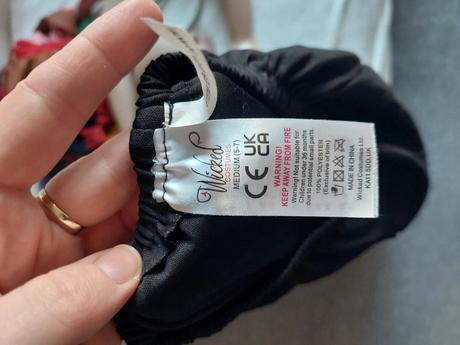 Wicked
COSTUMES
MEDIUM (5-7)
CE UK
CA
WARNING!
KEEP AWAY FROM FIRE
Warning! Not suitable for
Children under 36 months
due to potential small parts.
100% POLYESTER
(Exclusive of trim)
MADE IN CHINA
Wicked Costumes Ltd.
KA11 5DD, UK